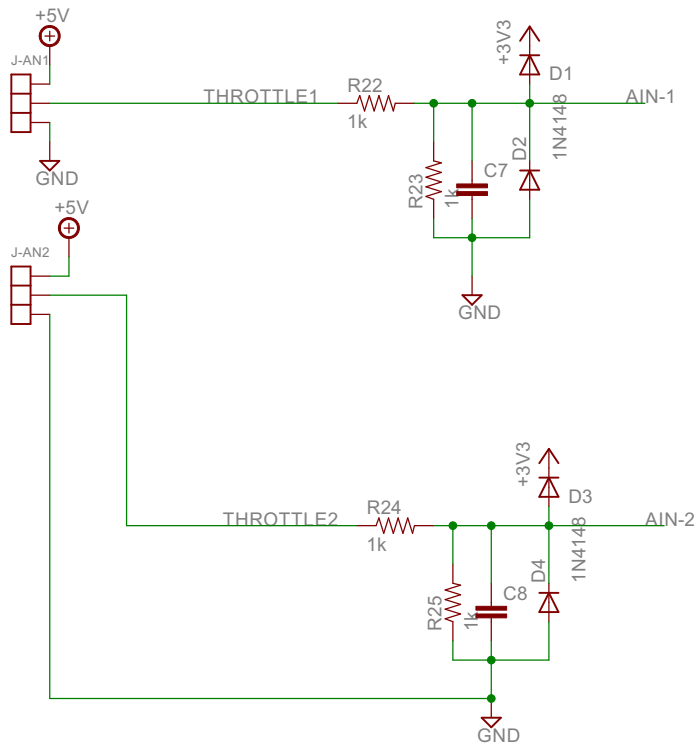 +5V
J-AN1
THROTTLE1
R22
1k
+3V3
D1
1N4148
AIN-1
GND
R23
1k
C7
D2
GND
+5V
J-AN2
THROTTLE2
R24
1k
+3V3
D3
1N4148
AIN-2
R25
1k
C8
D4
GND